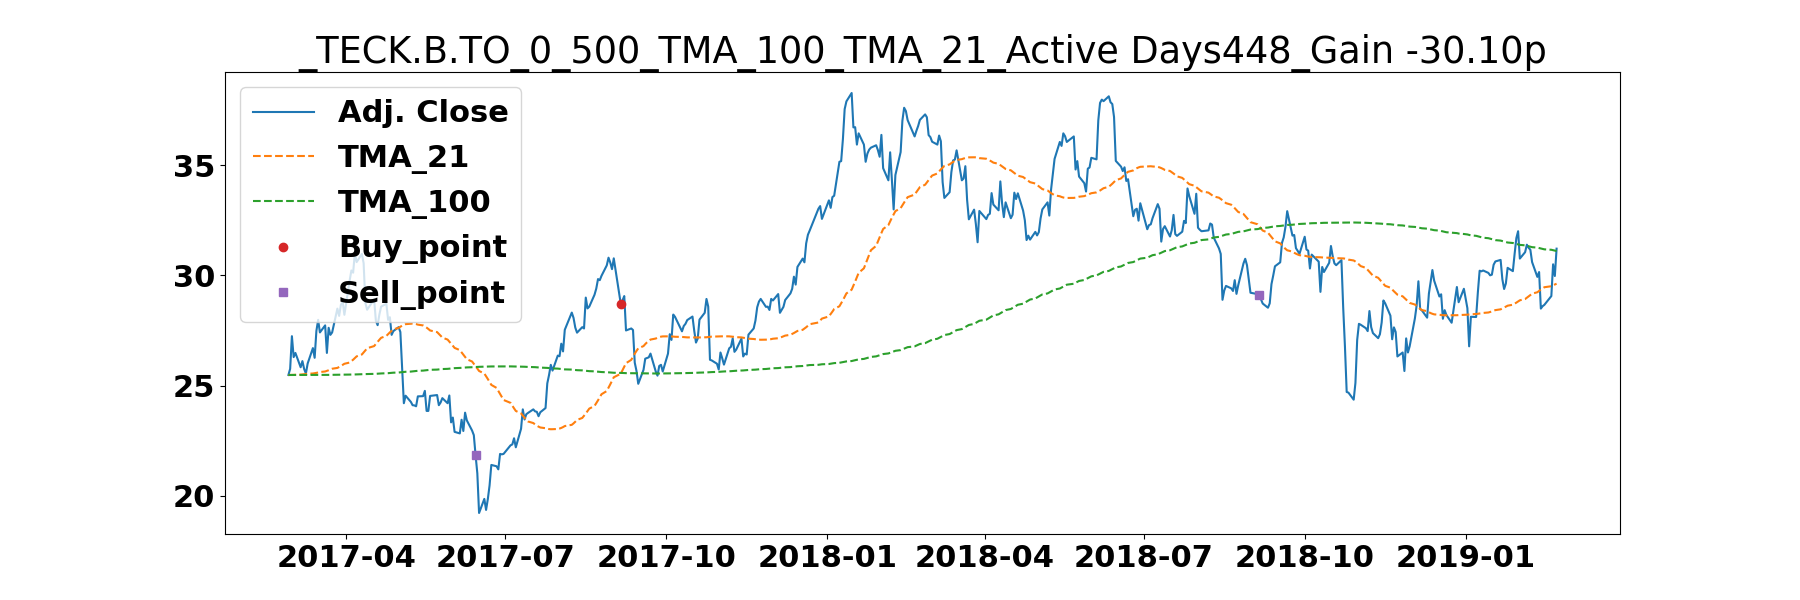 _TECK.B.TO_0_500_TMA_100_TMA_21_Active Days448_Gain -30.10p
Adj. Close
TMA_21
TMA_100
Buy_point
Sell_point
35
30
25
20
2017-04 2017-07 2017-10 2018-01 2018-04 2018-07 2018-10 2019-01